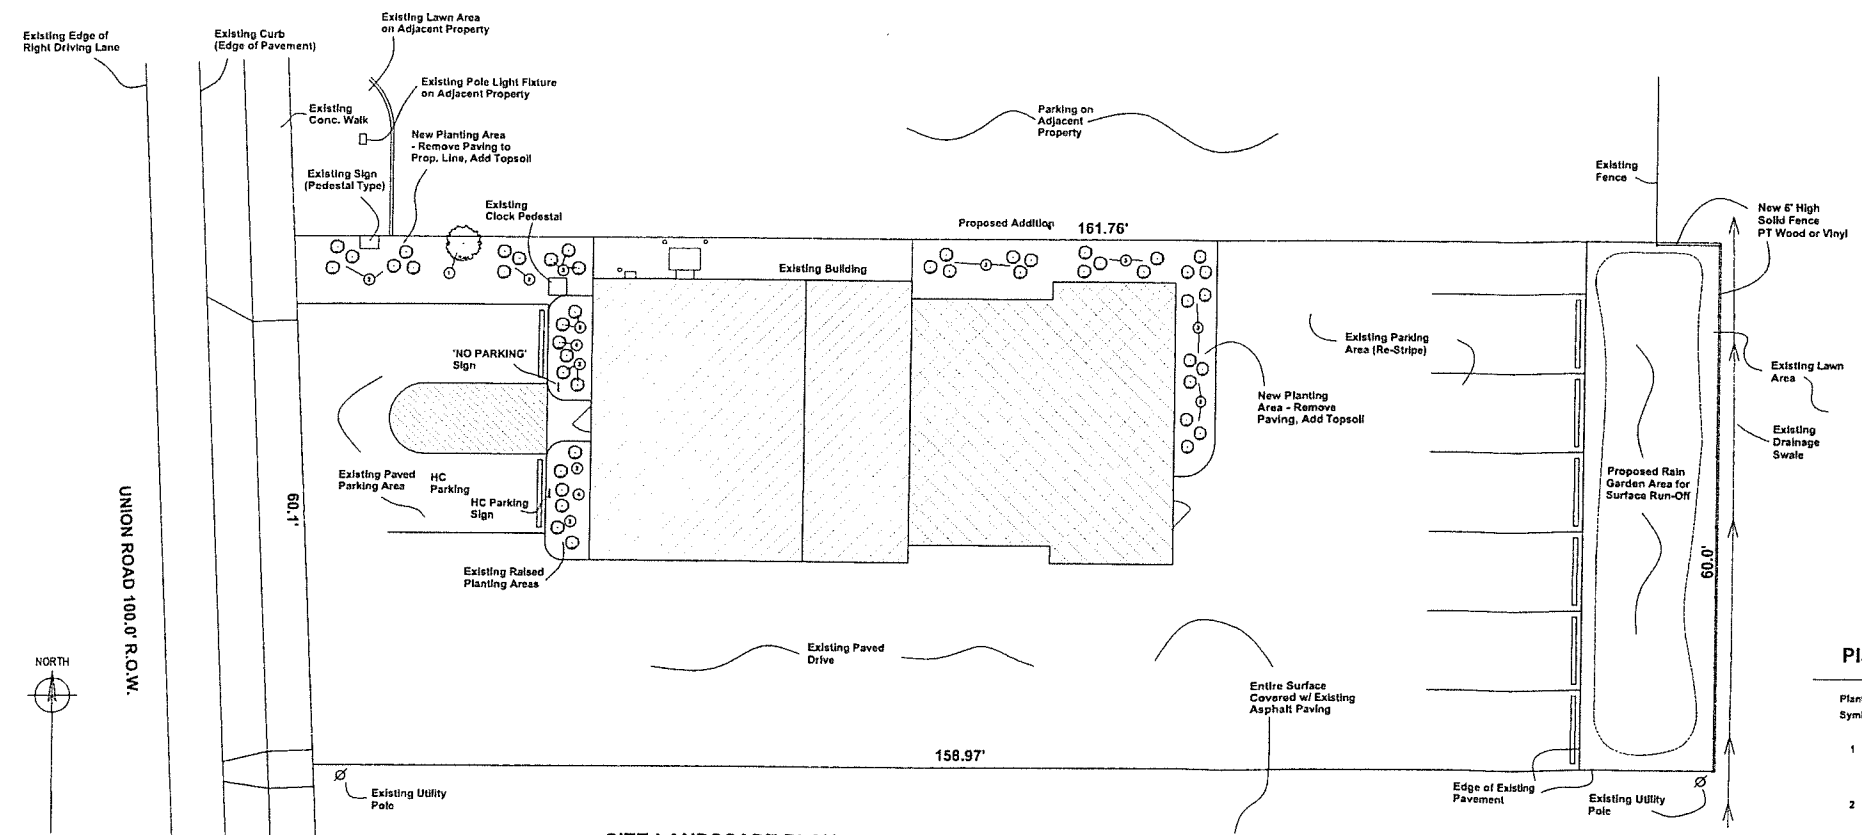 Existing Edge of
Right Driving Lane
Existing Curb
(Edge of Pavement)
Existing Lawn Area
on Adjacent Property
Existing Pole Light Fixture
on Adjacent Property
Existing
Conc. Walk
New Planting Area
- Remove Paving to
Prop. Line, Add Topsoil
Existing Sign
(Pedestal Type)
Existing
Clock Pedestal
Parking on
Adjacent
Property
Existing
Fence
New 6' High
Solid Fence
PT Wood or Vinyl
Proposed Addition
161.76'
Existing Building
'NO PARKING'
Sign
Existing Parking
Area (Re-Stripe)
Existing Lawn
Area
New Planting
Area - Remove
Paving, Add Topsoil
Existing
Drainage
Swale
Existing Paved
Parking Area
HC
Parking
HC Parking
Sign
Proposed Rain
Garden Area for
Surface Run-Off
60.1'
60.0'
UNION ROAD 100.0' R.O.W.
Existing Raised
Planting Areas
Existing Paved
Drive
Entire Surface
Covered w/ Existing
Asphalt Paving
NORTH
158.97'
Existing Utility
Pole
Edge of Existing
Pavement
Existing Utility
Pole
1
2